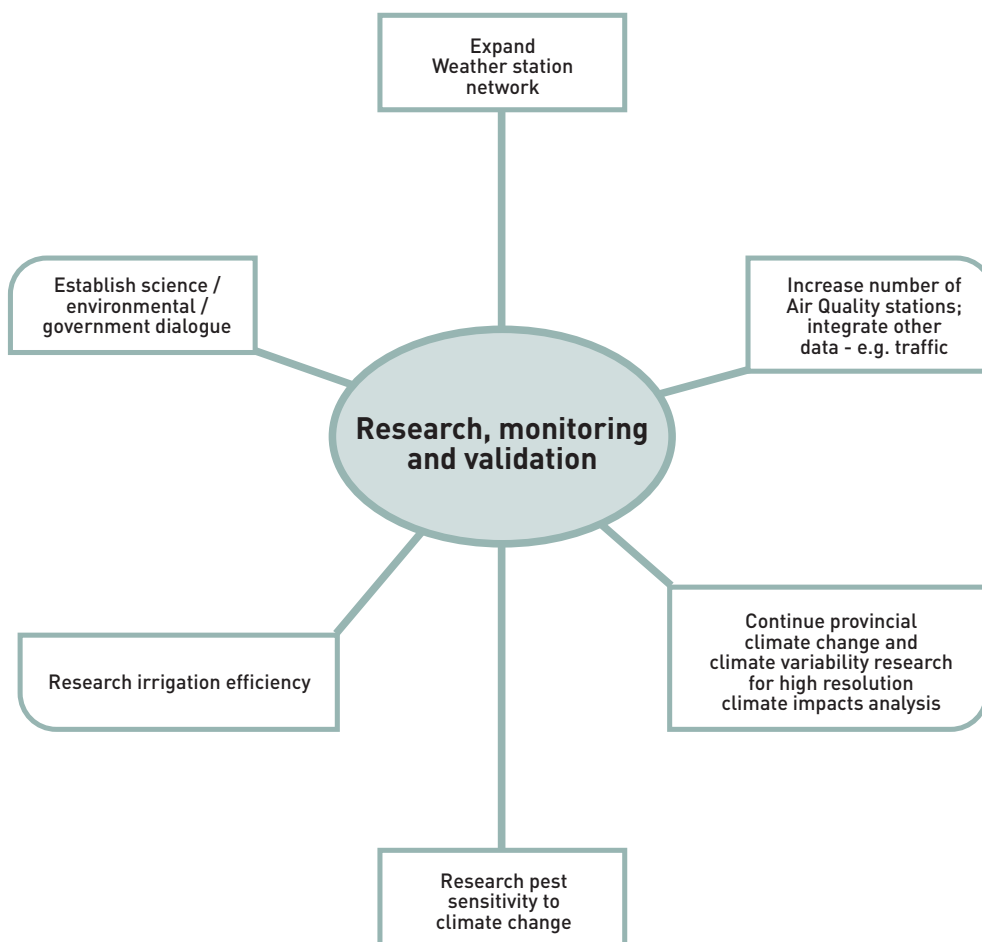 Expand
Weather station
network
Establish science /
environmental /
government dialogue
Increase number of
Air Quality stations;
integrate other
data - e.g. traffic
Research, monitoring
and validation
Research irrigation efficiency
Continue provincial
climate change and
climate variability research
for high resolution
climate impacts analysis
Research pest
sensitivity to
climate change